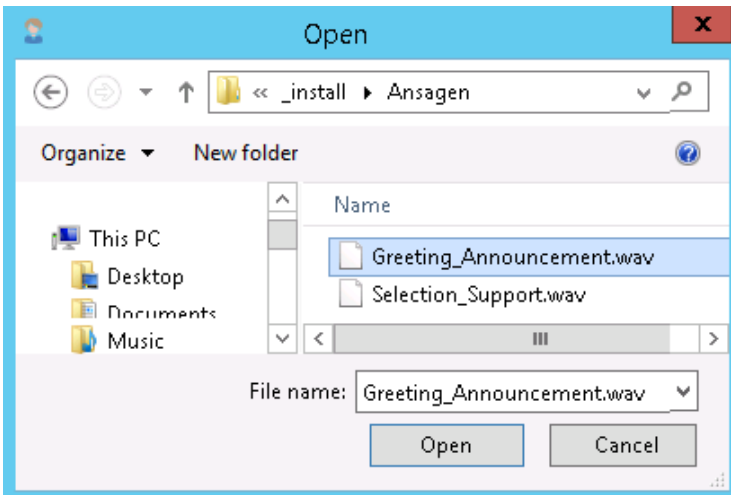 Open
x
« _install ▸ Ansagen
Organize ▼ New folder
?
Name
This PC
Desktop
Documents
Music
Greeting_Announcement.wav
Selection_Support.wav
File name: Greeting_Announcement.wav
Open Cancel